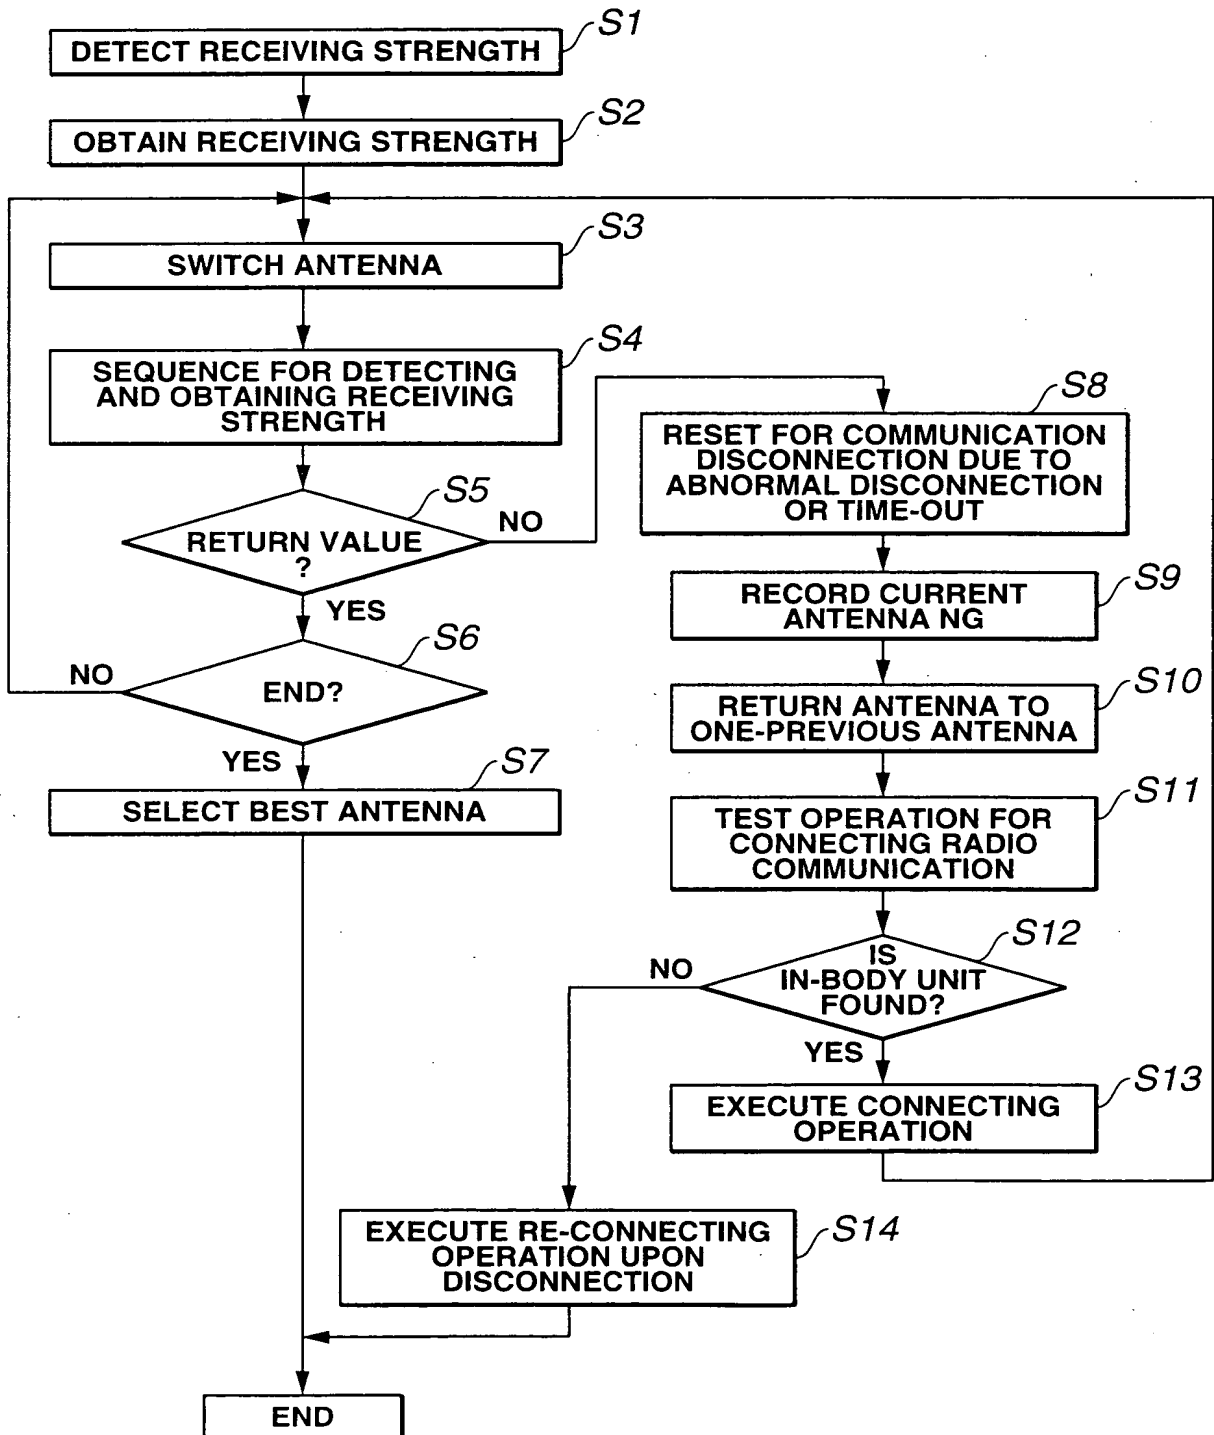 S1
DETECT RECEIVING STRENGTH
S2
OBTAIN RECEIVING STRENGTH
S3
SWITCH ANTENNA
S4
SEQUENCE FOR DETECTING
AND OBTAINING RECEIVING
STRENGTH
S5
RETURN VALUE
?
NO
YES
S6
END?
NO
YES
S7
SELECT BEST ANTENNA
S8
RESET FOR COMMUNICATION
DISCONNECTION DUE TO
ABNORMAL DISCONNECTION
OR TIME-OUT
S9
RECORD CURRENT
ANTENNA NG
S10
RETURN ANTENNA TO
ONE-PREVIOUS ANTENNA
S11
TEST OPERATION FOR
CONNECTING RADIO
COMMUNICATION
S12
IS
IN-BODY UNIT
FOUND?
NO
YES
S13
EXECUTE CONNECTING
OPERATION
S14
EXECUTE RE-CONNECTING
OPERATION UPON
DISCONNECTION
END